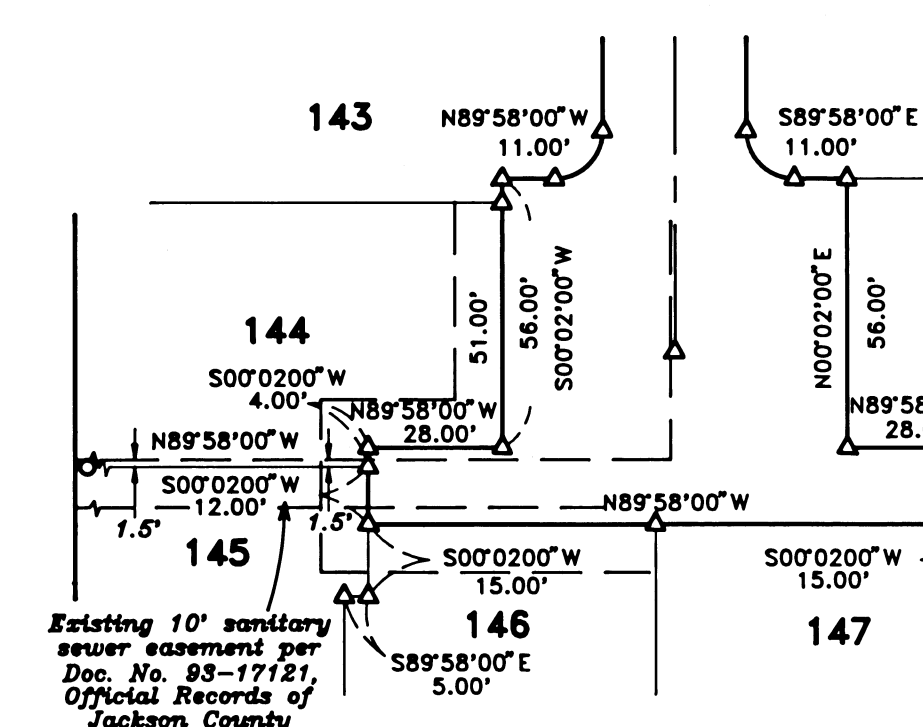 143
N89°58'00"W
11.00'
S89°58'00"E
11.00'
51.00'
56.00'
S00°02'00"W
N00°02'00"E
56.00'
144
S00°0200"W
4.00'
N89°58'00"W
28.00'
N89°58
28.
N89°58'00"W
S00°0200"W
12.00'
1.5'
1.5'
N89°58'00"W
145
S00°0200"W
15.00'
S00°0200"W
15.00'
146
147
S89°58'00"E
5.00'
Existing 10' sanitary
sewer easement per
Doc. No. 93-17121,
Official Records of
Jackson County